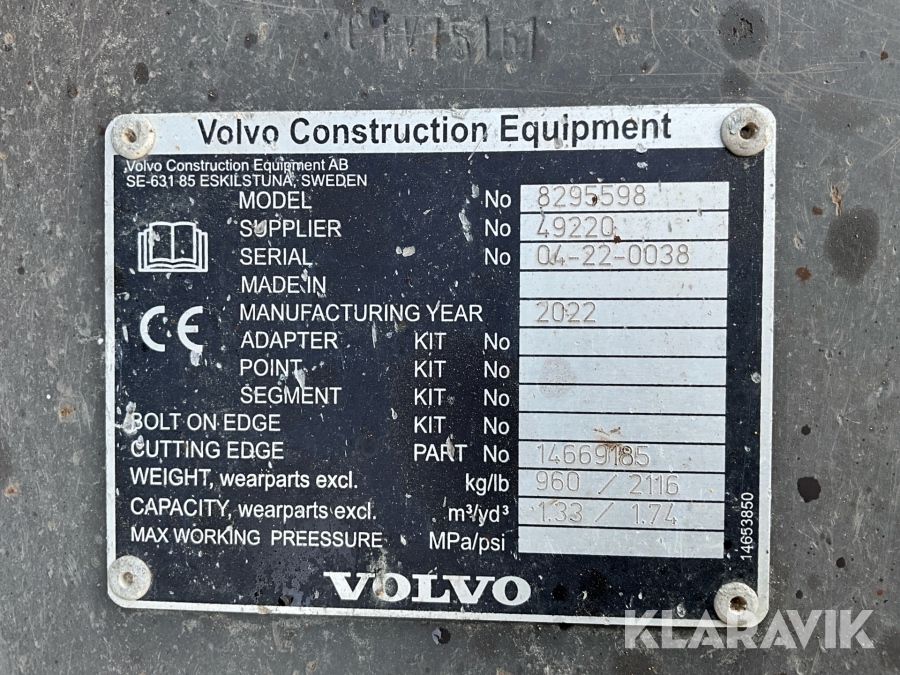 Volvo Construction Equipment
Volvo Construction Equipment AB
SE-631 85 ESKILSTUNA, SWEDEN
MODEL No 8295598
SUPPLIER No 49220
SERIAL No 04-22-0038
MADE IN
MANUFACTURING YEAR 2022
CE
ADAPTER KIT No
POINT KIT No
SEGMENT KIT No
BOLT ON EDGE KIT No
CUTTING EDGE PART No 14669185
WEIGHT, wearparts excl. kg/lb 960 / 2116
CAPACITY, wearparts excl. m³/yd³ 1.33 / 1.74
MAX WORKING PREESSURE MPa/psi
14653850
VOLVO
KLARAVIK